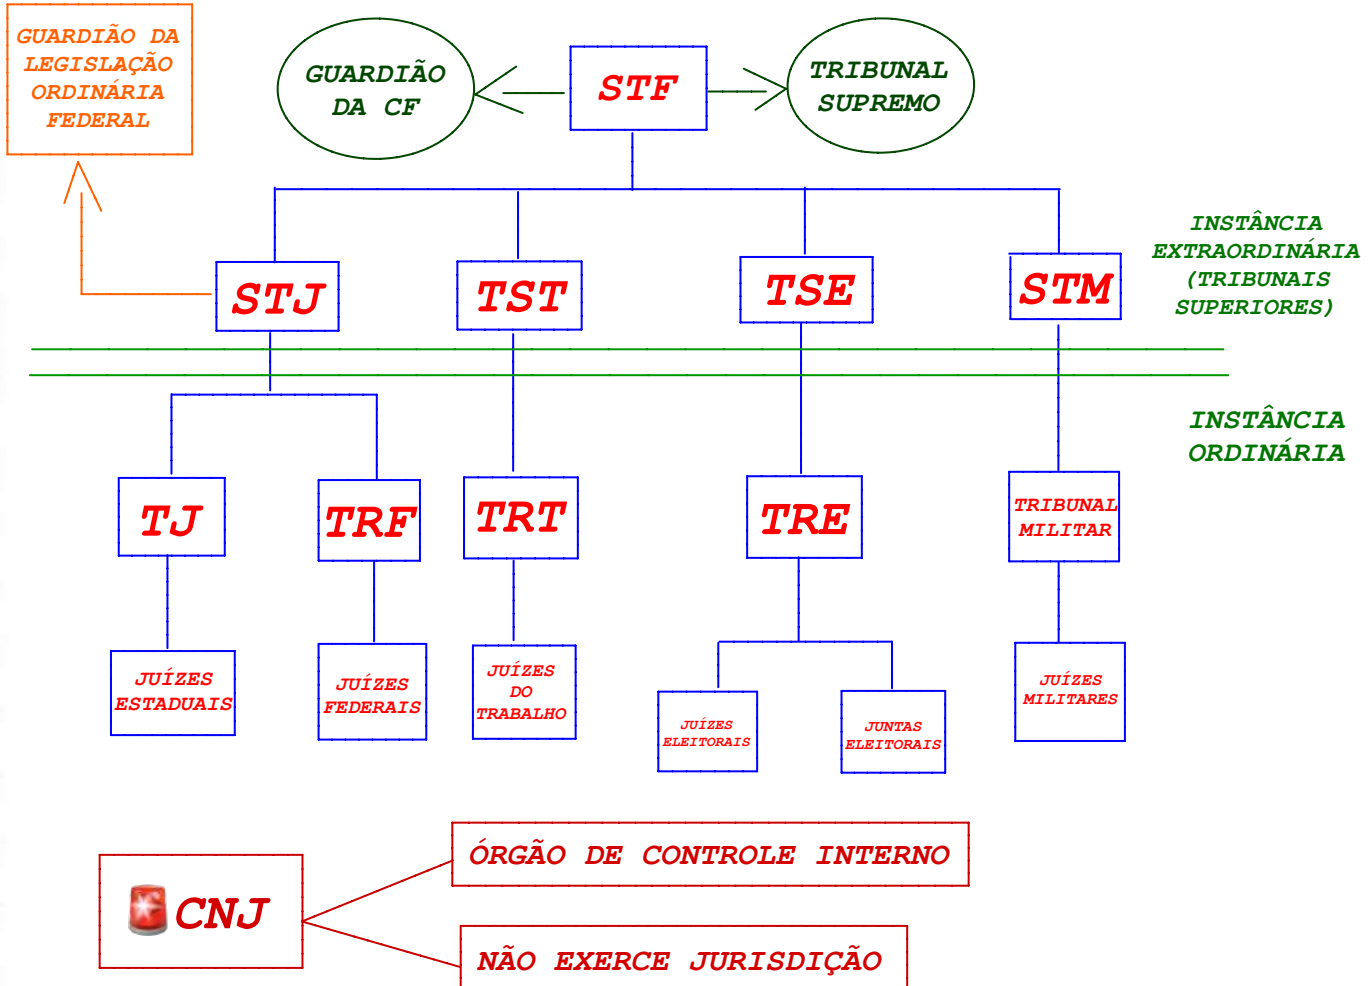 GUARDIÃO DA
LEGISLAÇÃO
ORDINÁRIA
FEDERAL
GUARDIÃO
DA CF
STF
TRIBUNAL
SUPREMO
INSTÂNCIA
EXTRAORDINÁRIA
(TRIBUNAIS
SUPERIORES)
STJ
TST
TSE
STM
INSTÂNCIA
ORDINÁRIA
TJ
TRF
TRT
TRE
TRIBUNAL
MILITAR
JUÍZES
ESTADUAIS
JUÍZES
FEDERAIS
JUÍZES
DO
TRABALHO
JUÍZES
ELEITORAIS
JUNTAS
ELEITORAIS
JUÍZES
MILITARES
CNJ
ÓRGÃO DE CONTROLE INTERNO
NÃO EXERCE JURISDIÇÃO